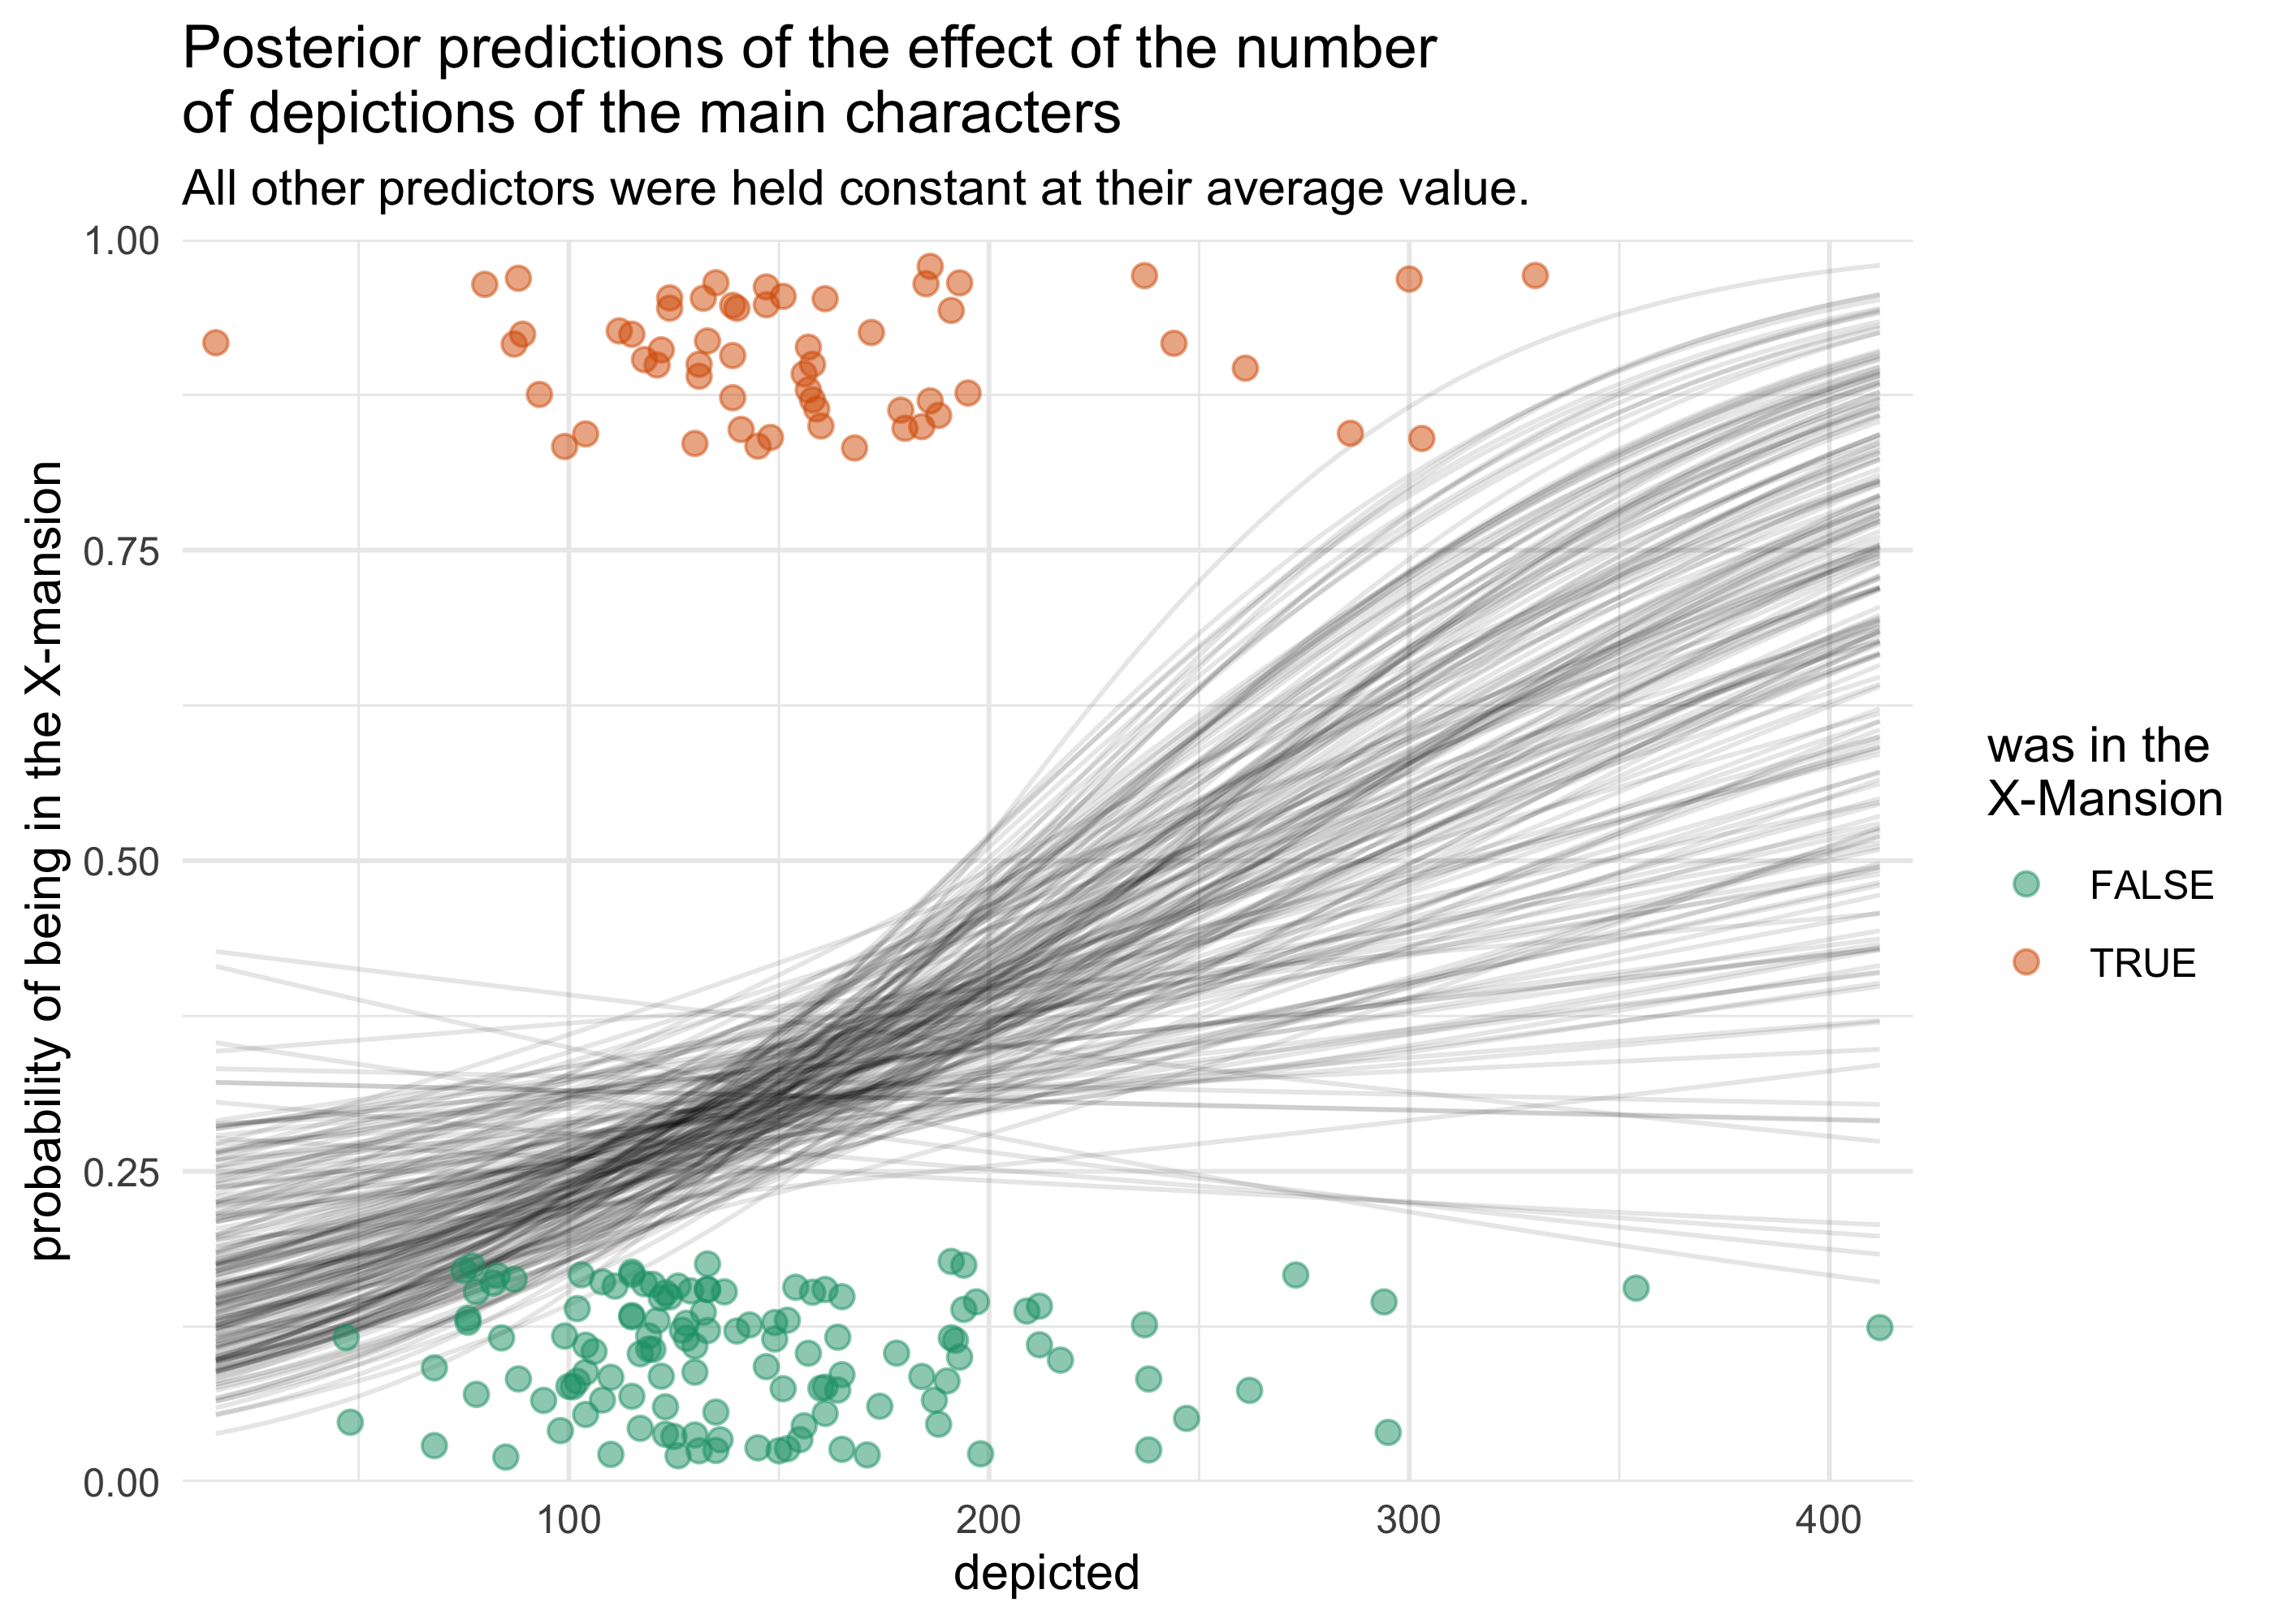 Posterior predictions of the effect of the number
of depictions of the main characters
All other predictors were held constant at their average value.
1.00
0.75
0.50
0.25
0.00
probability of being in the X-mansion
100
200
300
400
depicted
was in the
X-Mansion
FALSE
TRUE